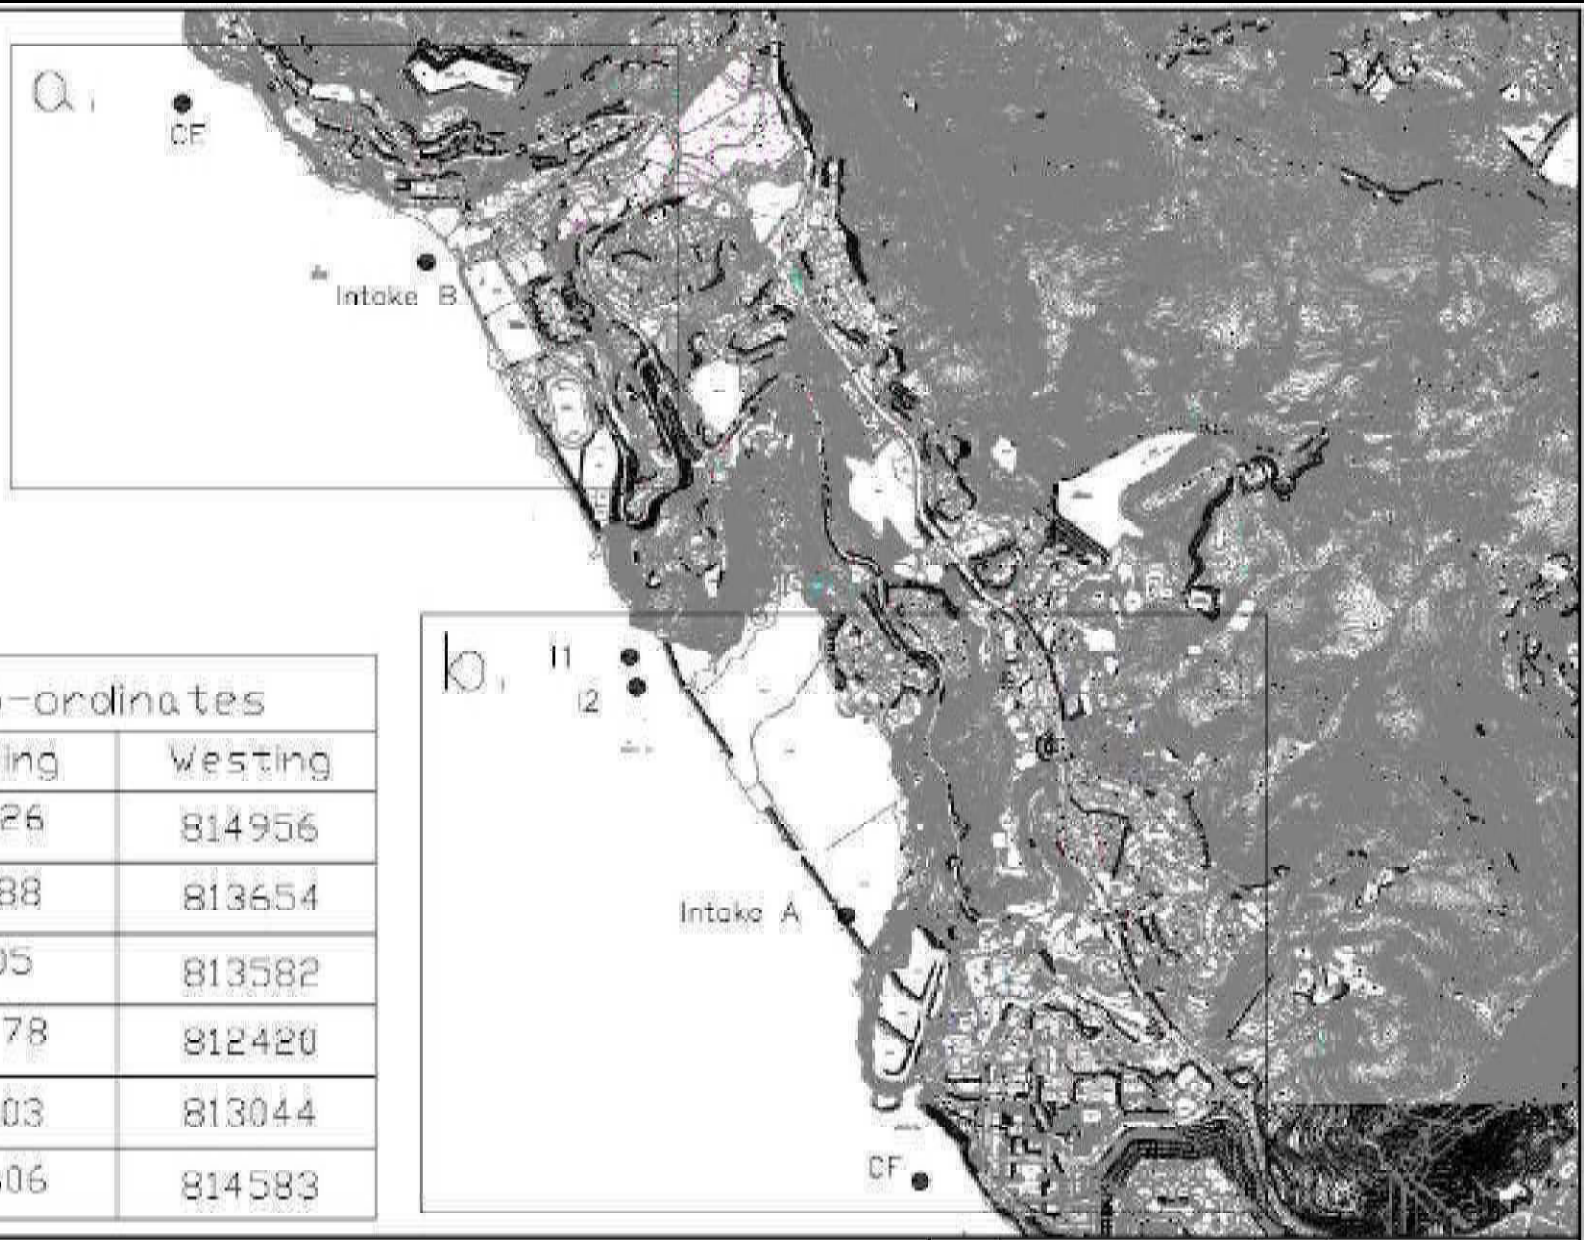 a
CF
Intake B
b
I1
I2
Intake A
CF
o-ordinates
ing Westing
26 814956
88 813654
05 813582
78 812420
03 813044
606 814583